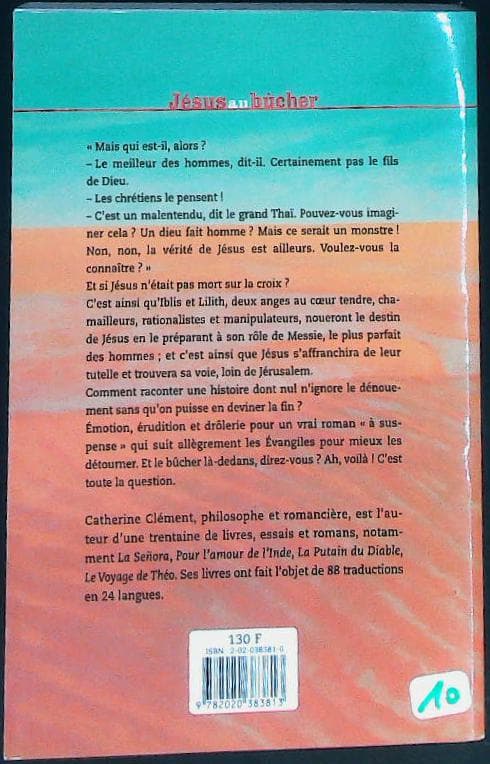 Jésus au bûcher
« Mais qui est-il, alors ?
– Le meilleur des hommes, dit-il. Certainement pas le fils
de Dieu.
– Les chrétiens le pensent !
– C'est un malentendu, dit le grand Thaï. Pouvez-vous imagi-
ner cela ? Un dieu fait homme ? Mais ce serait un monstre !
Non, non, la vérité de Jésus est ailleurs. Voulez-vous la
connaître ? »
Et si Jésus n'était pas mort sur la croix ?
C'est ainsi qu'Iblis et Lilith, deux anges au cœur tendre, cha-
mailleurs, rationalistes et manipulateurs, noueront le destin
de Jésus en le préparant à son rôle de Messie, le plus parfait
des hommes ; et c'est ainsi que Jésus s'affranchira de leur
tutelle et trouvera sa voie, loin de Jérusalem.
Comment raconter une histoire dont nul n'ignore le dénoue-
ment sans qu'on puisse en deviner la fin ?
Émotion, érudition et drôlerie pour un vrai roman « à sus-
pense » qui suit allègrement les Évangiles pour mieux les
détourner. Et le bûcher là-dedans, direz-vous ? Ah, voilà ! C'est
toute la question.
Catherine Clément, philosophe et romancière, est l'au-
teur d'une trentaine de livres, essais et romans, notam-
ment La Señora, Pour l'amour de l'Inde, La Putain du Diable,
Le Voyage de Théo. Ses livres ont fait l'objet de 88 traductions
en 24 langues.
130 F
ISBN 2-02-038381-0
9 782020 383813
10